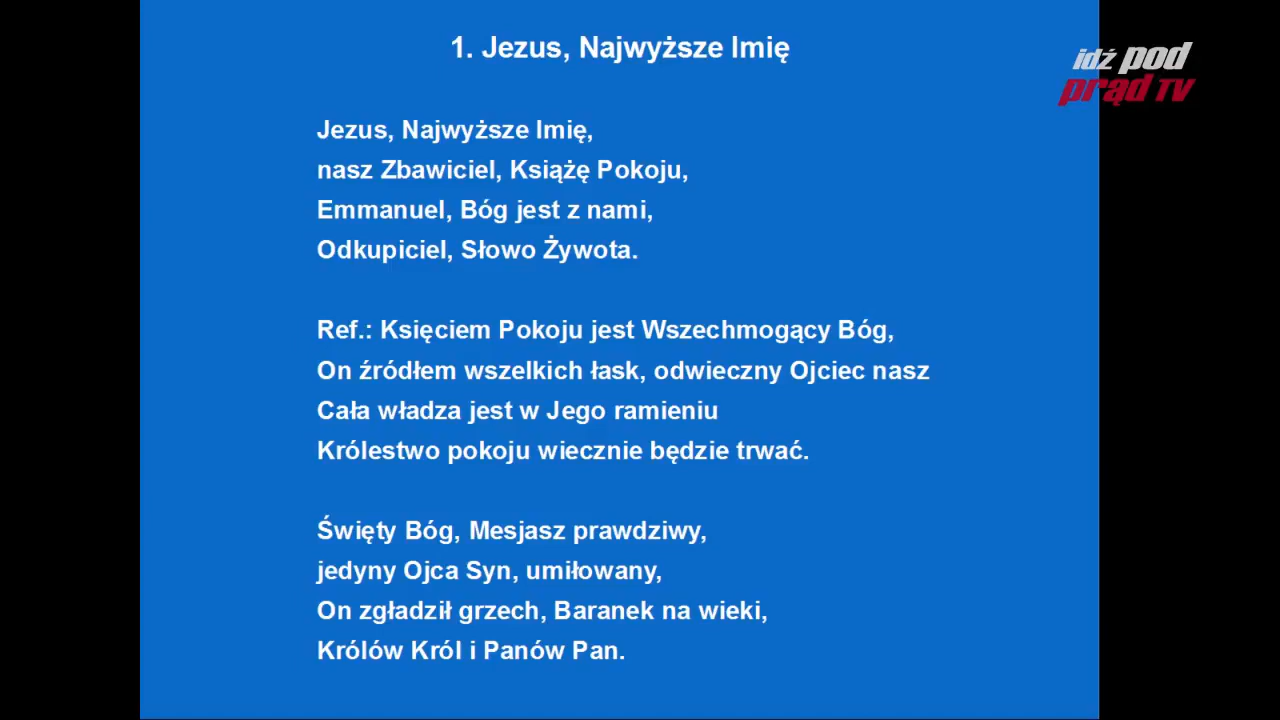 1. Jezus, Najwyższe Imię
idź pod
prąd TV
Jezus, Najwyższe Imię,
nasz Zbawiciel, Książę Pokoju,
Emmanuel, Bóg jest z nami,
Odkupiciel, Słowo Żywota.
Ref.: Księciem Pokoju jest Wszechmogący Bóg,
On źródłem wszelkich łask, odwieczny Ojciec nasz
Cała władza jest w Jego ramieniu
Królestwo pokoju wiecznie będzie trwać.
Święty Bóg, Mesjasz prawdziwy,
jedyny Ojca Syn, umiłowany,
On zgładził grzech, Baranek na wieki,
Królów Król i Panów Pan.